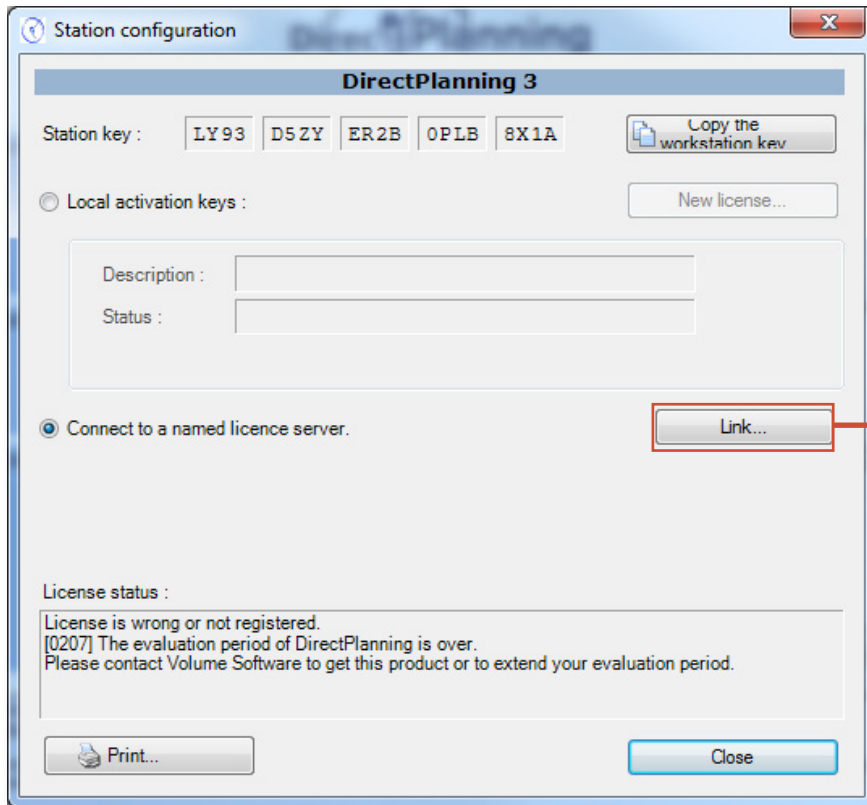 DirectPlanning
Station configuration
DirectPlanning 3
Station key : LY93 D5ZY ER2B 0PLB 8X1A Copy the
workstation key
Local activation keys : New license...
Description :
Status :
Connect to a named licence server. Link...
License status :
License is wrong or not registered.
[0207] The evaluation period of DirectPlanning is over.
Please contact Volume Software to get this product or to extend your evaluation period.
Print... Close